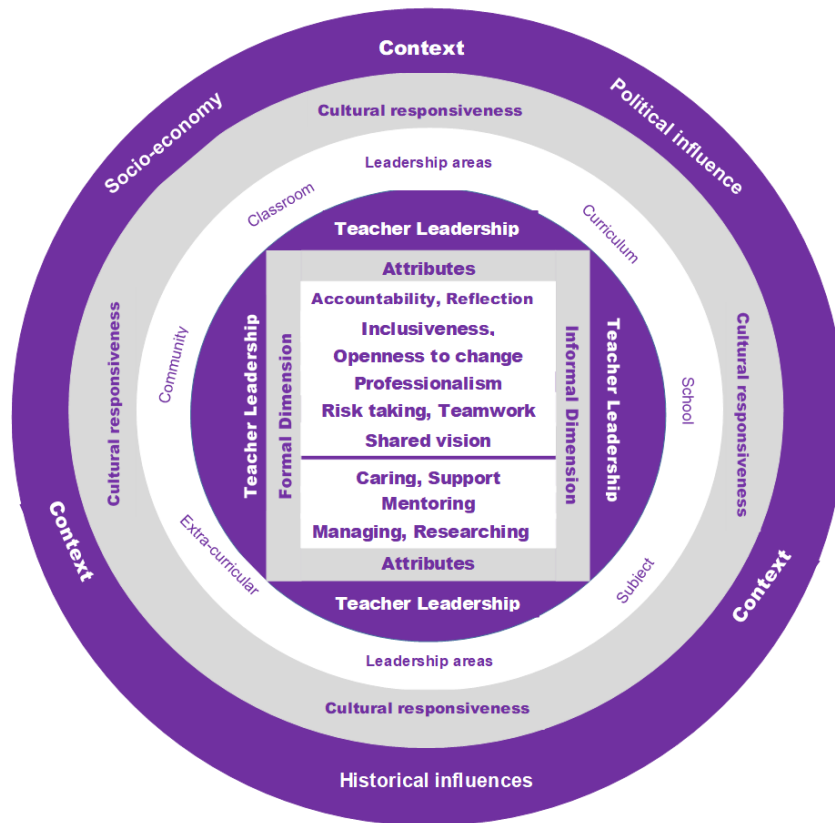 Context
Socio-economy
Political influence
Cultural responsiveness
Leadership areas
Classroom
Curriculum
Teacher Leadership
Attributes
Accountability, Reflection
Inclusiveness,
Openness to change
Professionalism
Risk taking, Teamwork
Shared vision
Caring, Support
Mentoring
Managing, Researching
Attributes
Teacher Leadership
Formal Dimension
Informal Dimension
Teacher Leadership
Teacher Leadership
Community
School
Cultural responsiveness
Cultural responsiveness
Extra-curricular
Subject
Context
Context
Leadership areas
Cultural responsiveness
Historical influences